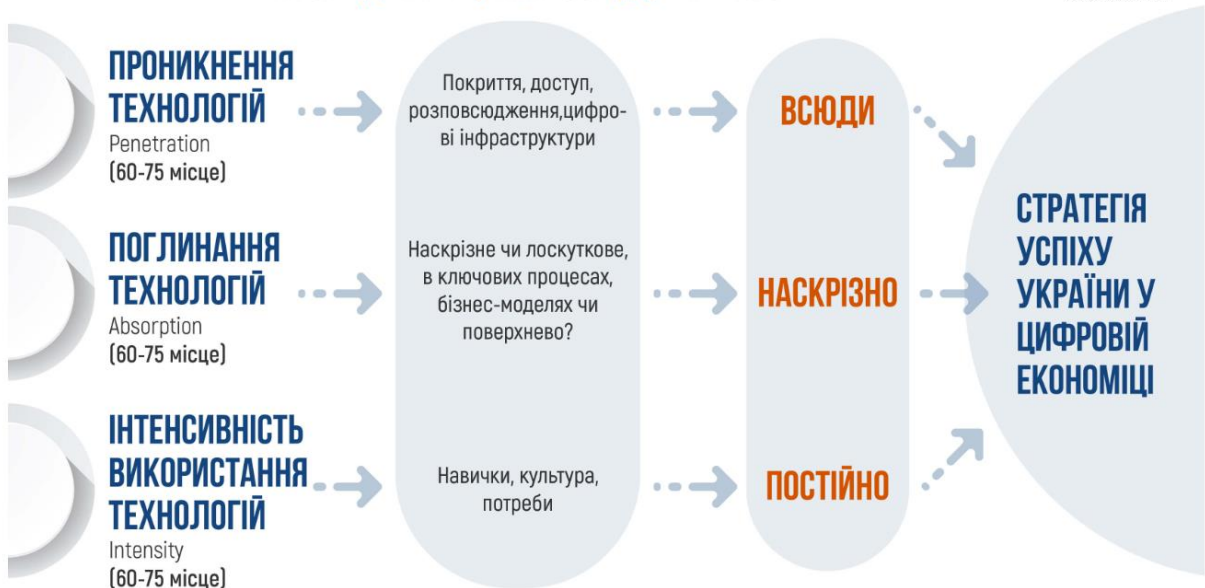 ПРОНИКНЕННЯ
ТЕХНОЛОГІЙ
Penetration
(60-75 місце)
Покриття, доступ,
розповсюдження,цифро-
ві інфраструктури
ВСЮДИ
ПОГЛИНАННЯ
ТЕХНОЛОГІЙ
Absorption
(60-75 місце)
Наскрізне чи лоскуткове,
в ключових процесах,
бізнес-моделях чи
поверхнево?
НАСКРІЗНО
ІНТЕНСИВНІСТЬ
ВИКОРИСТАННЯ
ТЕХНОЛОГІЙ
Intensity
(60-75 місце)
Навички, культура,
потреби
ПОСТІЙНО
СТРАТЕГІЯ
УСПІХУ
УКРАЇНИ У
ЦИФРОВІЙ
ЕКОНОМІЦІ